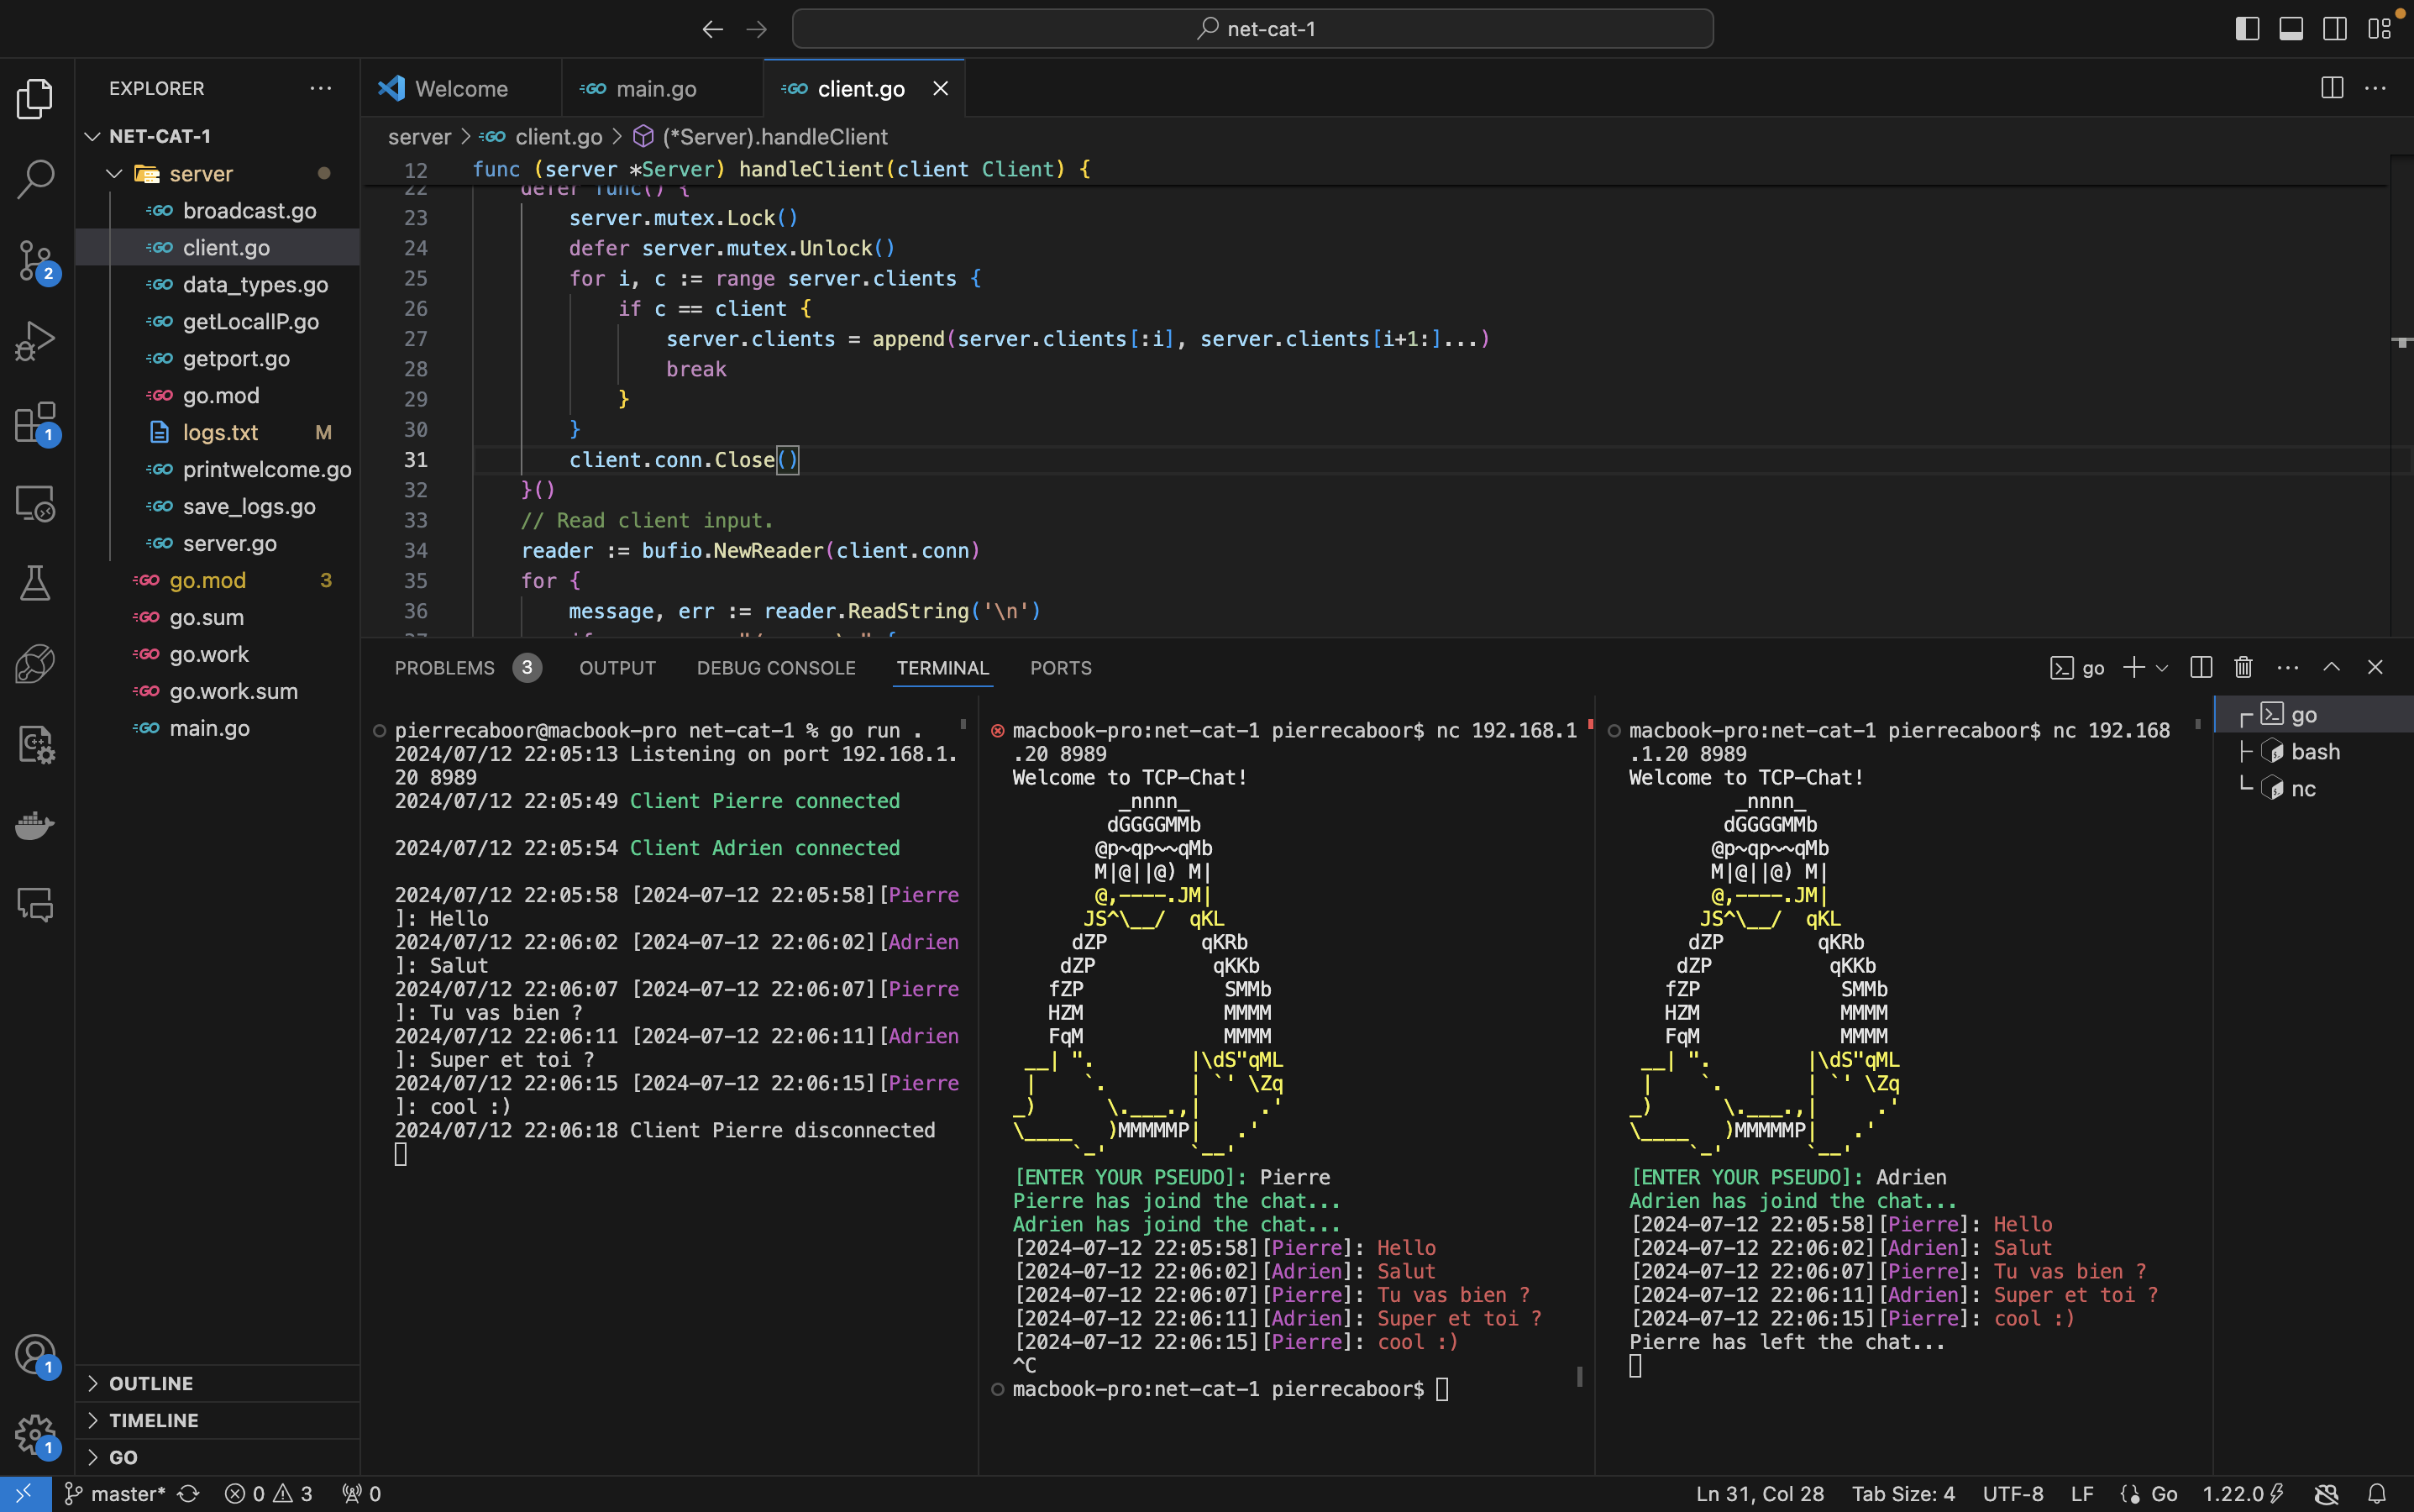 net-cat-1
EXPLORER
NET-CAT-1
server
broadcast.go
client.go
data_types.go
getLocalIP.go
getport.go
go.mod
logs.txt M
printwelcome.go
save_logs.go
server.go
go.mod 3
go.sum
go.work
go.work.sum
main.go
OUTLINE
TIMELINE
GO
2
1
1
1
Welcome
main.go
client.go
server > client.go > (*Server).handleClient
12 func (server *Server) handleClient(client Client) {
22 defer func() {
23 server.mutex.Lock()
24 defer server.mutex.Unlock()
25 for i, c := range server.clients {
26 if c == client {
27 server.clients = append(server.clients[:i], server.clients[i+1:]...)
28 break
29 }
30 }
31 client.conn.Close()
32 }()
33 // Read client input.
34 reader := bufio.NewReader(client.conn)
35 for {
36 message, err := reader.ReadString('\n')
PROBLEMS 3 OUTPUT DEBUG CONSOLE TERMINAL PORTS
go
pierrecaboor@macbook-pro net-cat-1 % go run .
2024/07/12 22:05:13 Listening on port 192.168.1.
20 8989
2024/07/12 22:05:49 Client Pierre connected
2024/07/12 22:05:54 Client Adrien connected
2024/07/12 22:05:58 [2024-07-12 22:05:58][Pierre
]: Hello
2024/07/12 22:06:02 [2024-07-12 22:06:02][Adrien
]: Salut
2024/07/12 22:06:07 [2024-07-12 22:06:07][Pierre
]: Tu vas bien ?
2024/07/12 22:06:11 [2024-07-12 22:06:11][Adrien
]: Super et toi ?
2024/07/12 22:06:15 [2024-07-12 22:06:15][Pierre
]: cool :)
2024/07/12 22:06:18 Client Pierre disconnected
macbook-pro:net-cat-1 pierrecaboor$ nc 192.168.1
.20 8989
Welcome to TCP-Chat!
         _nnnn_
        dGGGGMMb
       @p~qp~~qMb
       M|@||@) M|
       @,----.JM|
      JS^\__/  qKL
     dZP        qKRb
    dZP          qKKb
   fZP            SMMb
   HZM            MMMM
   FqM            MMMM
 __| ".        |\dS"qML
 |    `.       | `' \Zq
_)      \.___.,|     .'
\____   )MMMMMP|   .'
     `-'       `--'
[ENTER YOUR PSEUDO]: Pierre
Pierre has joind the chat...
Adrien has joind the chat...
[2024-07-12 22:05:58][Pierre]: Hello
[2024-07-12 22:06:02][Adrien]: Salut
[2024-07-12 22:06:07][Pierre]: Tu vas bien ?
[2024-07-12 22:06:11][Adrien]: Super et toi ?
[2024-07-12 22:06:15][Pierre]: cool :)
^C
macbook-pro:net-cat-1 pierrecaboor$
macbook-pro:net-cat-1 pierrecaboor$ nc 192.168
.1.20 8989
Welcome to TCP-Chat!
         _nnnn_
        dGGGGMMb
       @p~qp~~qMb
       M|@||@) M|
       @,----.JM|
      JS^\__/  qKL
     dZP        qKRb
    dZP          qKKb
   fZP            SMMb
   HZM            MMMM
   FqM            MMMM
 __| ".        |\dS"qML
 |    `.       | `' \Zq
_)      \.___.,|     .'
\____   )MMMMMP|   .'
     `-'       `--'
[ENTER YOUR PSEUDO]: Adrien
Adrien has joind the chat...
[2024-07-12 22:05:58][Pierre]: Hello
[2024-07-12 22:06:02][Adrien]: Salut
[2024-07-12 22:06:07][Pierre]: Tu vas bien ?
[2024-07-12 22:06:11][Adrien]: Super et toi ?
[2024-07-12 22:06:15][Pierre]: cool :)
Pierre has left the chat...
go
bash
nc
master* 0 3 0
Ln 31, Col 28 Tab Size: 4 UTF-8 LF Go 1.22.0